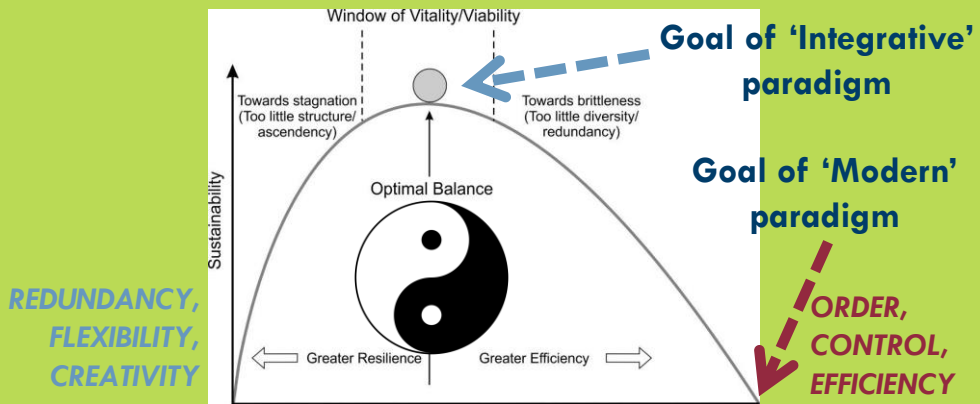 Window of Vitality/Viability
Goal of ‘Integrative’
paradigm
Towards stagnation
(Too little structure/
ascendency)
Towards brittleness
(Too little diversity/
redundancy)
Goal of ‘Modern’
paradigm
Optimal Balance
Sustainability
REDUNDANCY,
FLEXIBILITY,
CREATIVITY
Greater Resilience
Greater Efficiency
ORDER,
CONTROL,
EFFICIENCY